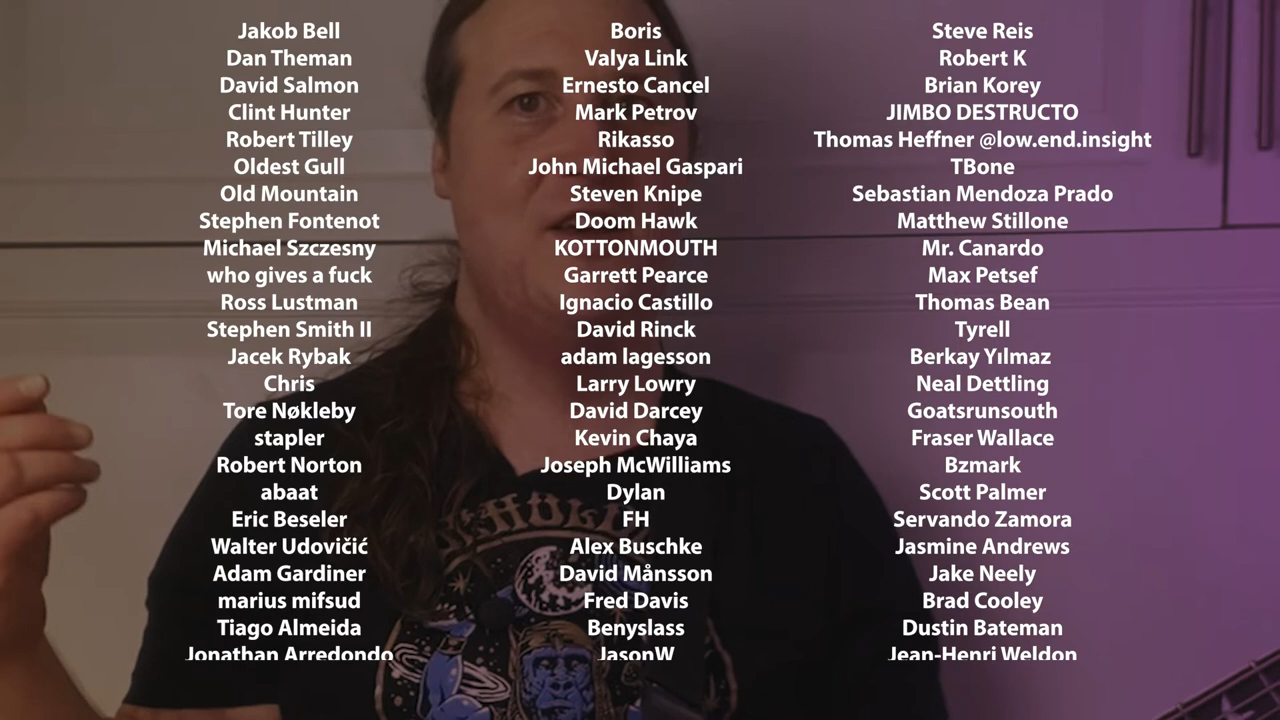 Jakob Bell
Dan Theman
David Salmon
Clint Hunter
Robert Tilley
Oldest Gull
Old Mountain
Stephen Fontenot
Michael Szczesny
who gives a fuck
Ross Lustman
Stephen Smith II
Jacek Rybak
Chris
Tore Nøkleby
stapler
Robert Norton
abaat
Eric Beseler
Walter Udovičić
Adam Gardiner
marius mifsud
Tiago Almeida
Jonathan Arredondo
Boris
Valya Link
Ernesto Cancel
Mark Petrov
Rikasso
John Michael Gaspari
Steven Knipe
Doom Hawk
KOTTONMOUTH
Garrett Pearce
Ignacio Castillo
David Rinck
adam lagesson
Larry Lowry
David Darcey
Kevin Chaya
Joseph McWilliams
Dylan
FH
Alex Buschke
David Månsson
Fred Davis
Benyslass
JasonW
Steve Reis
Robert K
Brian Korey
JIMBO DESTRUCTO
Thomas Heffner @low.end.insight
TBone
Sebastian Mendoza Prado
Matthew Stillone
Mr. Canardo
Max Petsef
Thomas Bean
Tyrell
Berkay Yılmaz
Neal Dettling
Goatsrunsouth
Fraser Wallace
Bzmark
Scott Palmer
Servando Zamora
Jasmine Andrews
Jake Neely
Brad Cooley
Dustin Bateman
Jean-Henri Weldon